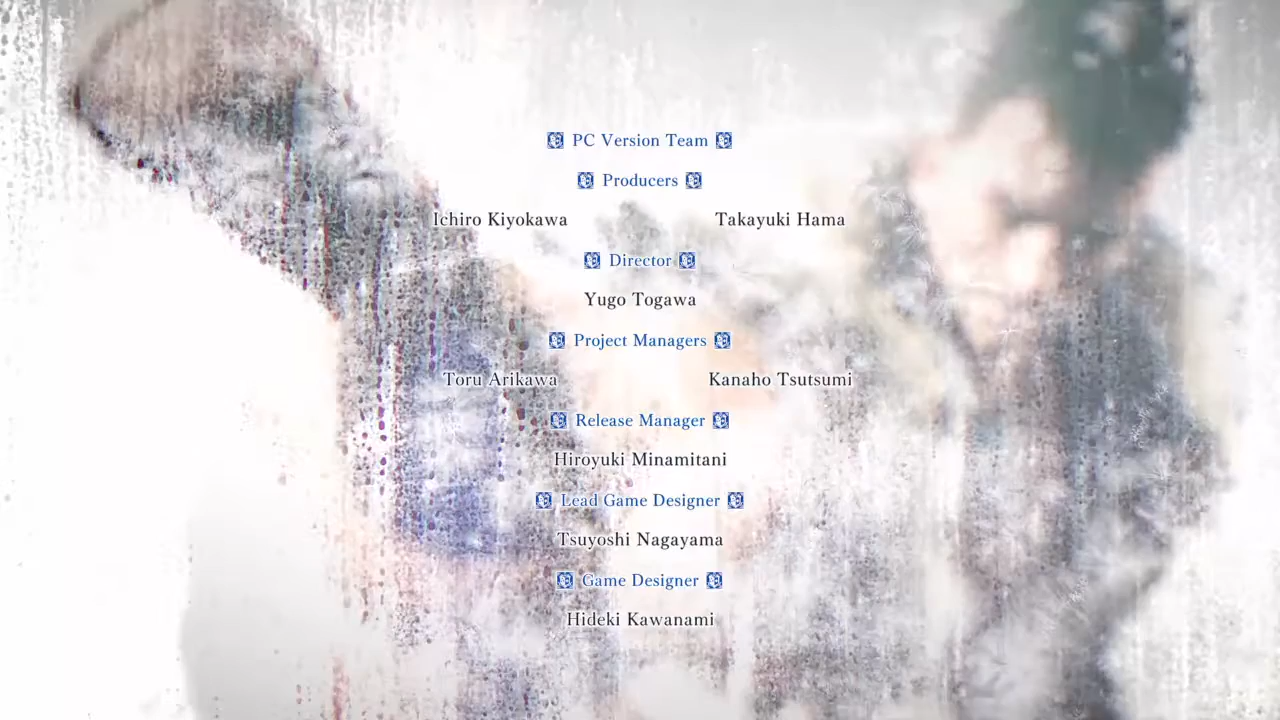 PC Version Team
Producers
Ichiro Kiyokawa Takayuki Hama
Director
Yugo Togawa
Project Managers
Toru Arikawa Kanaho Tsutsumi
Release Manager
Hiroyuki Minamitani
Lead Game Designer
Tsuyoshi Nagayama
Game Designer
Hideki Kawanami